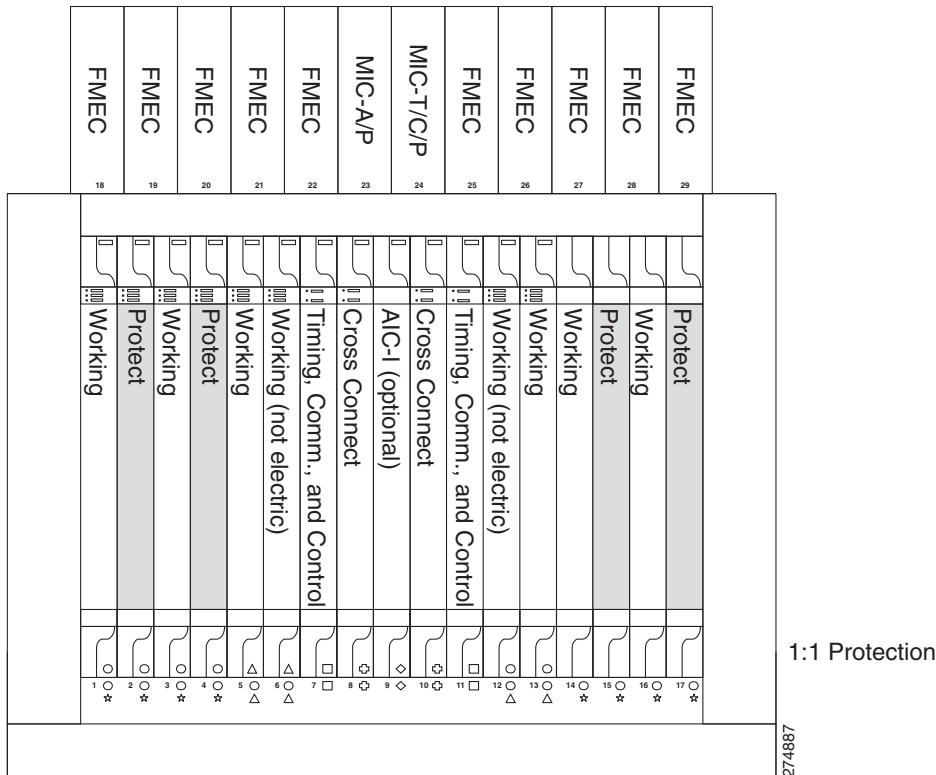 FMEC
FMEC
FMEC
FMEC
FMEC
MIC-A/P
MIC-T/C/P
FMEC
FMEC
FMEC
FMEC
FMEC
18
19
20
21
22
23
24
25
26
27
28
29
Working
Protect
Working
Protect
Working
Working (not electric)
Timing, Comm., and Control
Cross Connect
AIC-I (optional)
Cross Connect
Timing, Comm., and Control
Working (not electric)
Working
Working
Protect
Working
Protect
1
2
3
4
5
6
7
8
9
10
11
12
13
14
15
16
17
1:1 Protection
274887